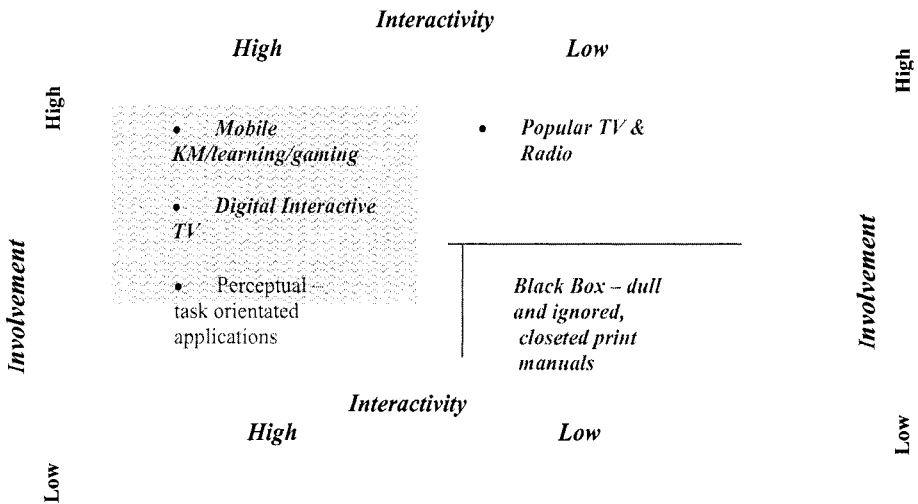 Interactivity
High Low
High
High
• Mobile
KM/learning/gaming
• Digital Interactive
TV
• Perceptual –
task orientated
applications
• Popular TV &
Radio
Black Box – dull
and ignored,
closeted print
manuals
Involvement
Involvement
Interactivity
High Low
Low
Low